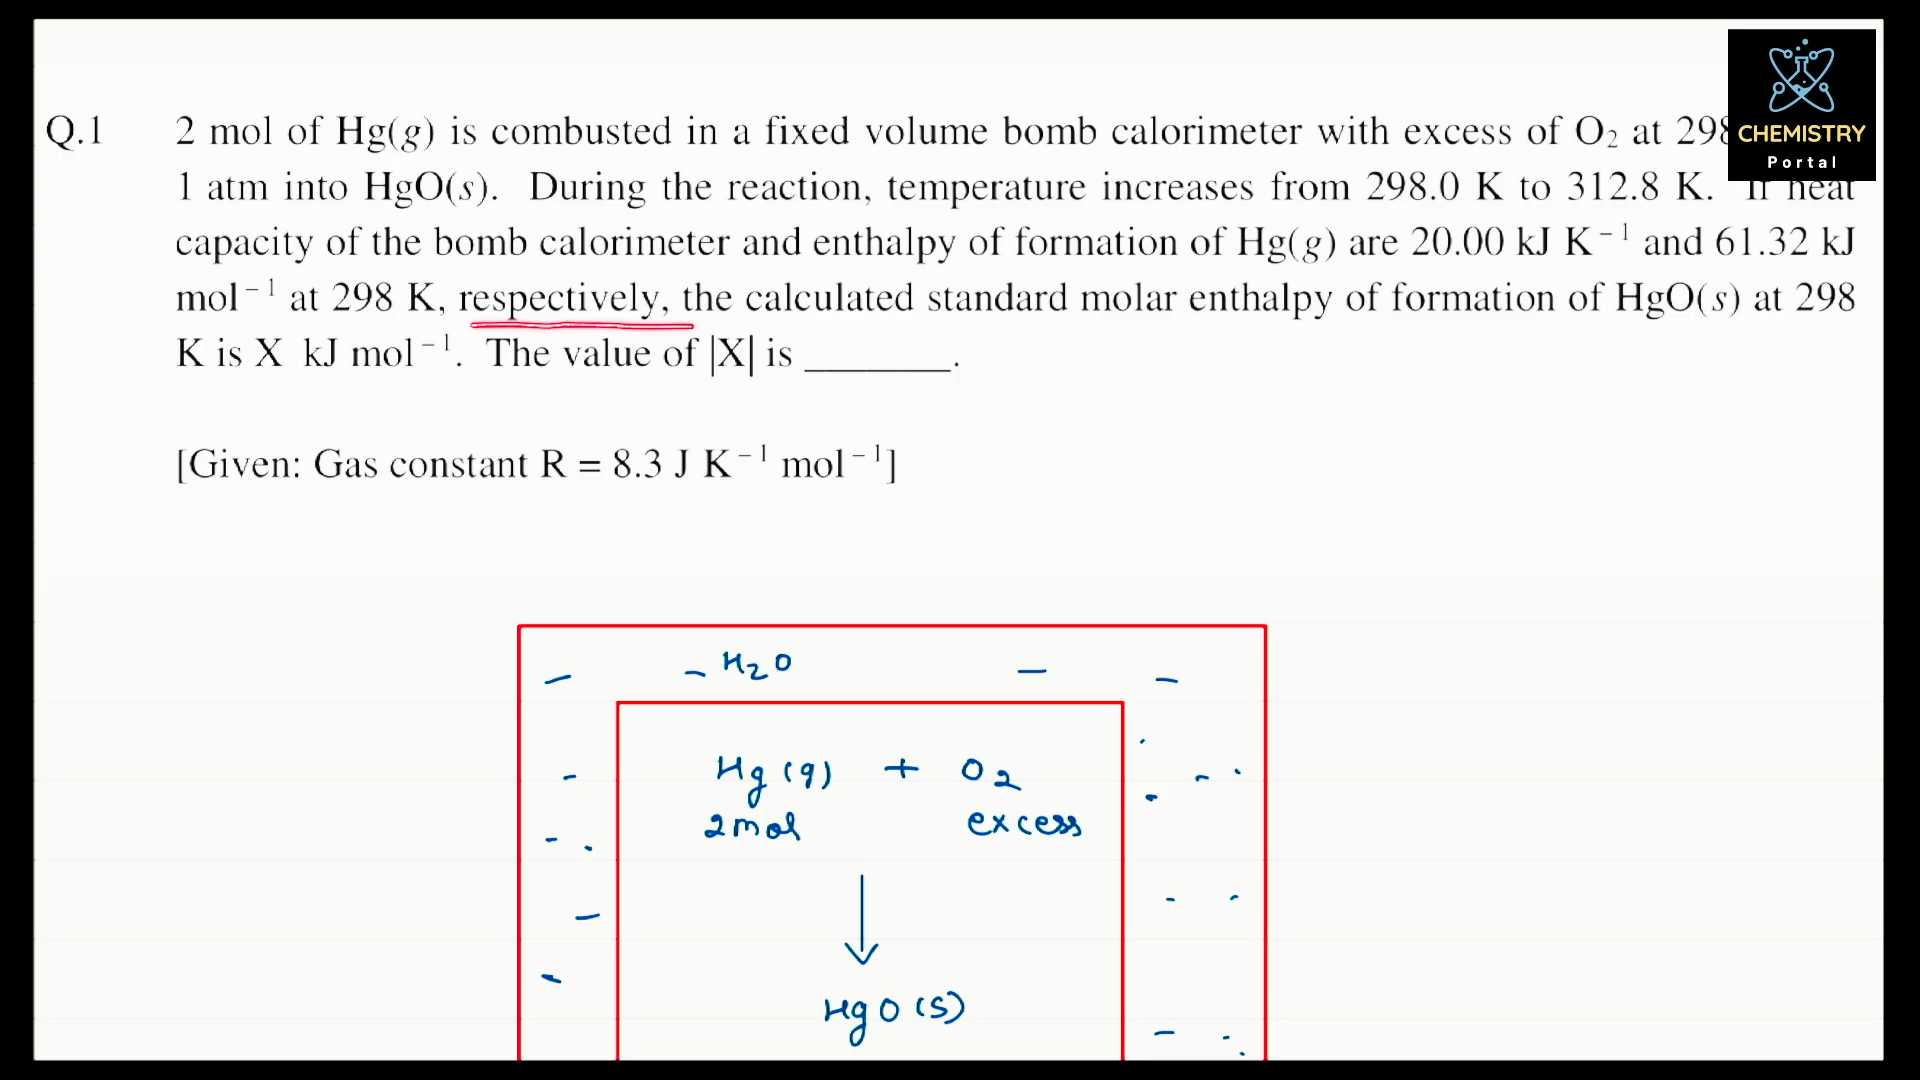 Q.1 2 mol of Hg(g) is combusted in a fixed volume bomb calorimeter with excess of O₂ at 298
1 atm into HgO(s). During the reaction, temperature increases from 298.0 K to 312.8 K. If heat
capacity of the bomb calorimeter and enthalpy of formation of Hg(g) are 20.00 kJ K⁻¹ and 61.32 kJ
mol⁻¹ at 298 K, respectively, the calculated standard molar enthalpy of formation of HgO(s) at 298
K is X kJ mol⁻¹. The value of |X| is _______.
[Given: Gas constant R = 8.3 J K⁻¹ mol⁻¹]
CHEMISTRY
Portal
H₂O
Hg(g) + O₂
2mol excess
HgO(s)